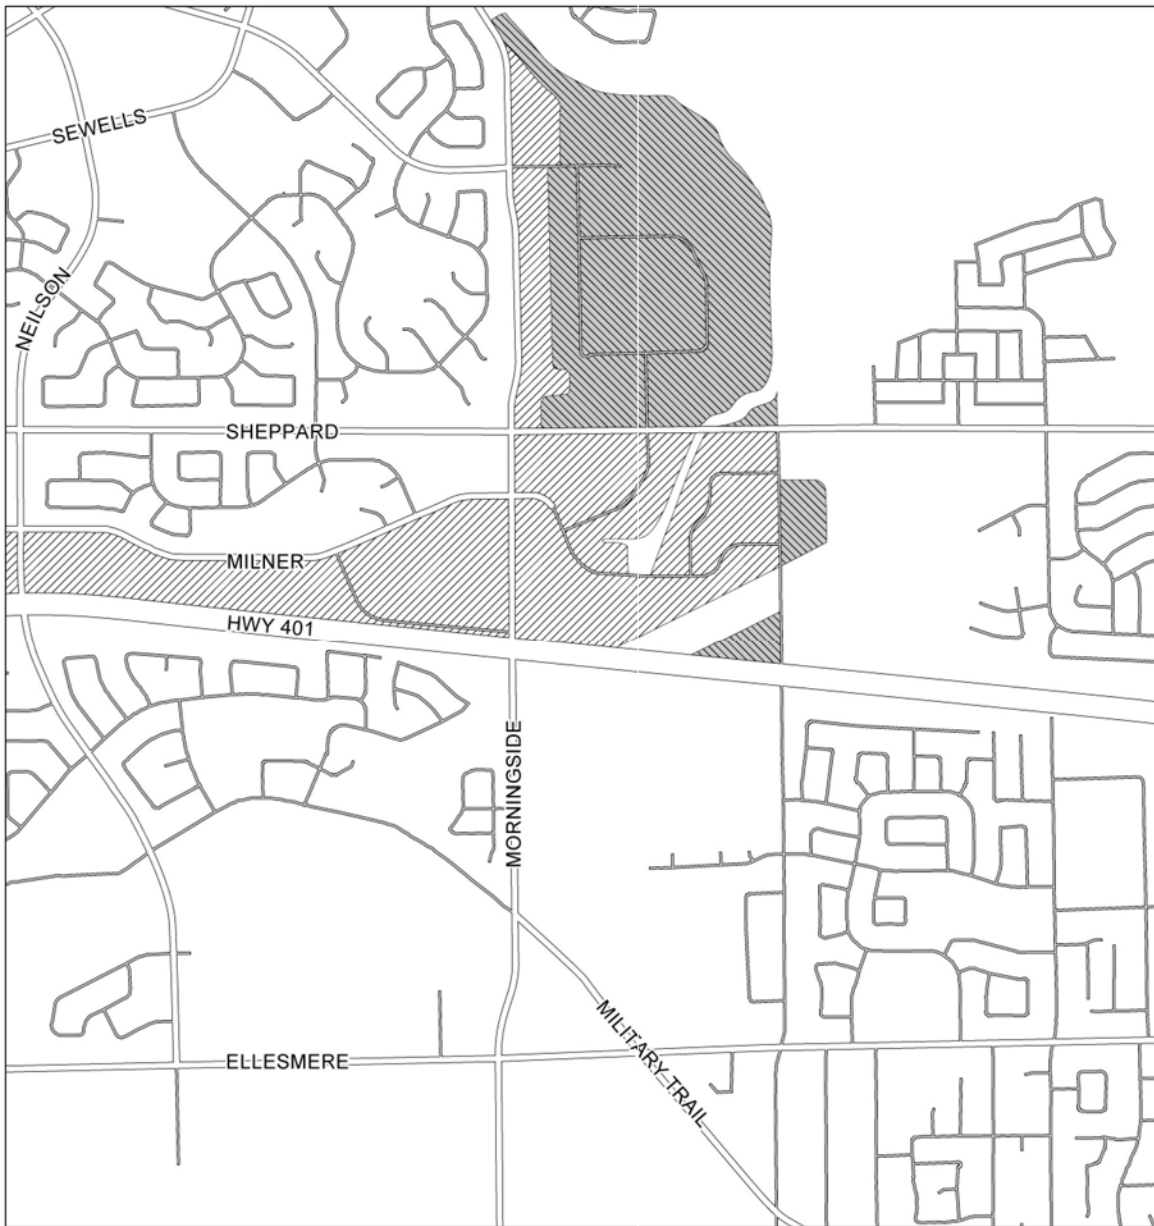 SEWELLS
NEILSON
SHEPPARD
MILNER
HWY 401
MORNINGSIDE
MILITARY TRAIL
ELLESMERE